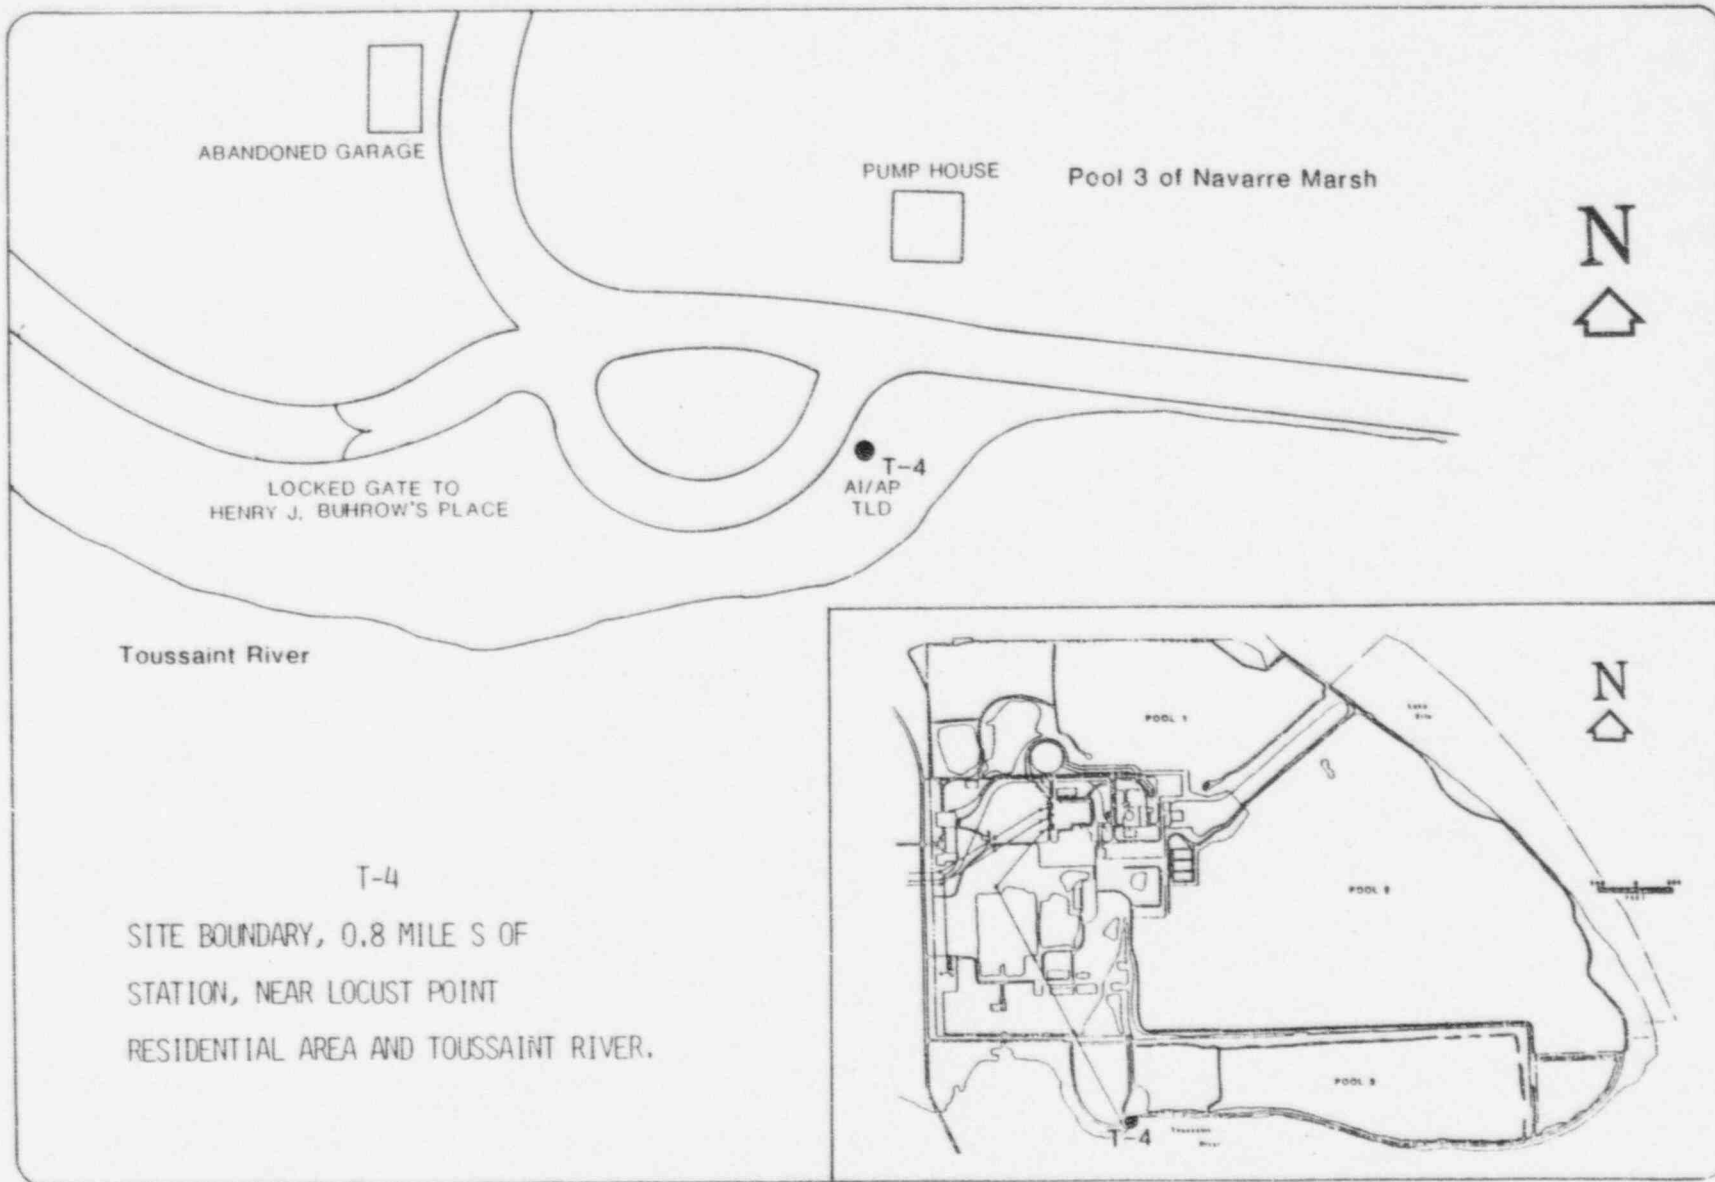 ABANDONED GARAGE
PUMP HOUSE
Pool 3 of Navarre Marsh
N
T-4
AI/AP
TLD
LOCKED GATE TO
HENRY J. BUHROW'S PLACE
Toussaint River
T-4
SITE BOUNDARY, 0.8 MILE S OF
STATION, NEAR LOCUST POINT
RESIDENTIAL AREA AND TOUSSAINT RIVER.
N
POOL 1
POOL 2
POOL 3
T-4
Toussaint
River